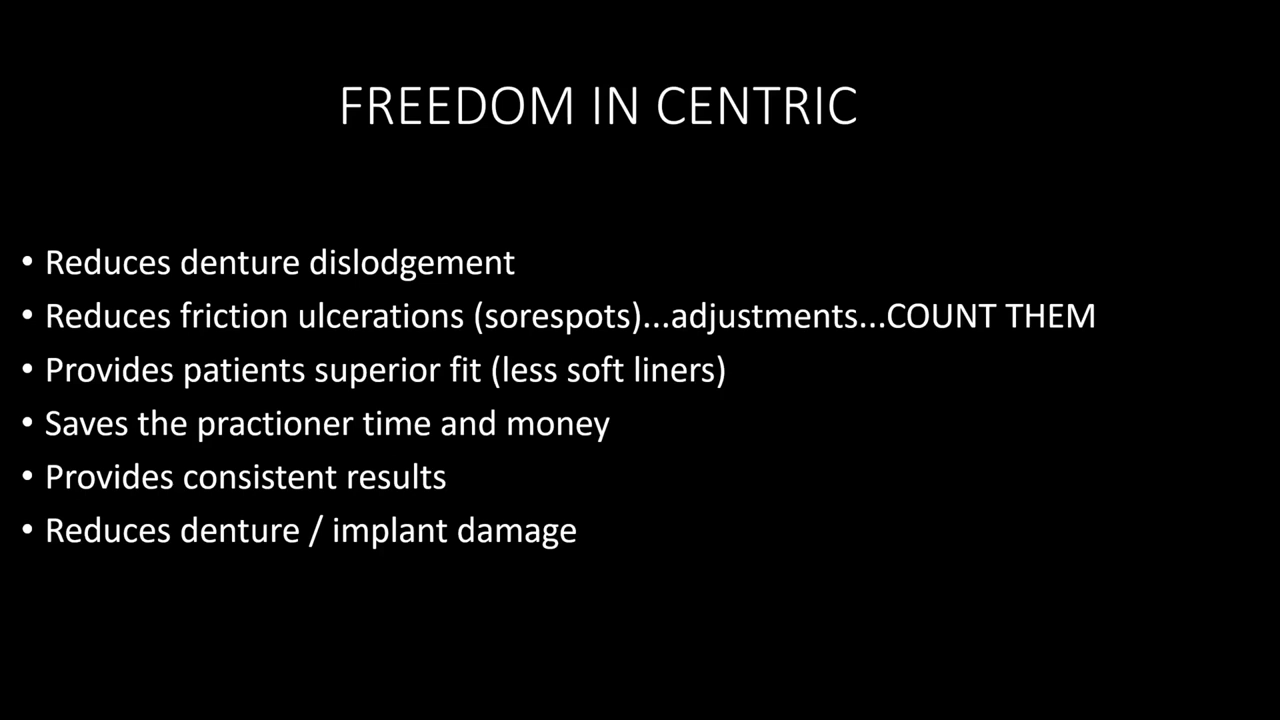 FREEDOM IN CENTRIC
• Reduces denture dislodgement
• Reduces friction ulcerations (sorespots)...adjustments...COUNT THEM
• Provides patients superior fit (less soft liners)
• Saves the practioner time and money
• Provides consistent results
• Reduces denture / implant damage